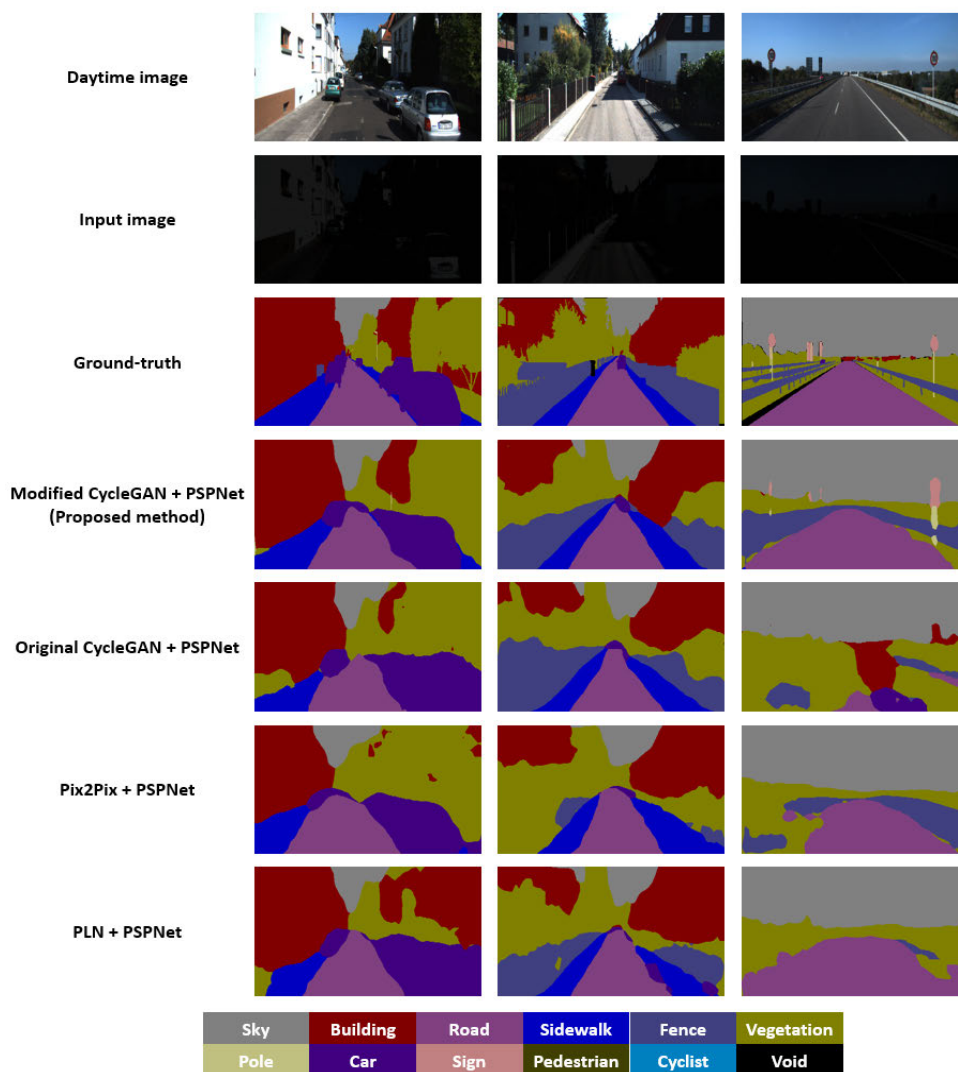 Daytime image
Input image
Ground-truth
Modified CycleGAN + PSPNet
(Proposed method)
Original CycleGAN + PSPNet
Pix2Pix + PSPNet
PLN + PSPNet
Sky Building Road Sidewalk Fence Vegetation
Pole Car Sign Pedestrian Cyclist Void